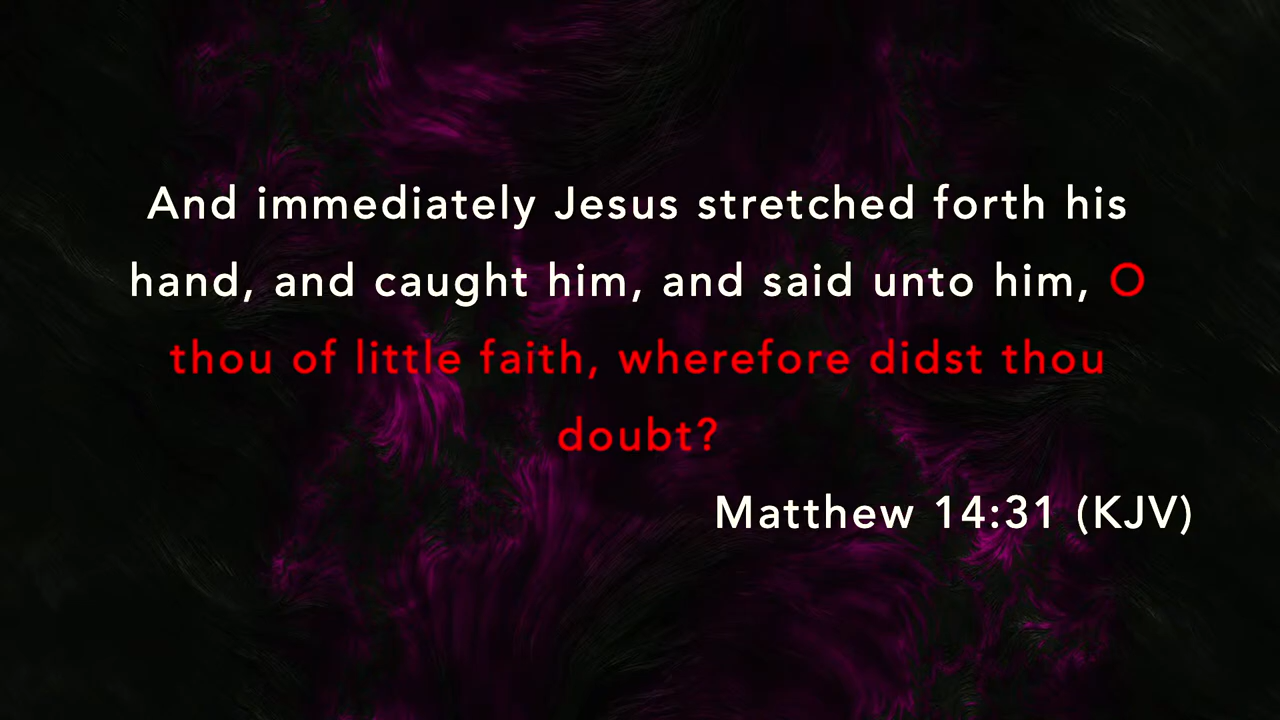 And immediately Jesus stretched forth his
hand, and caught him, and said unto him, O
thou of little faith, wherefore didst thou
doubt?
Matthew 14:31 (KJV)